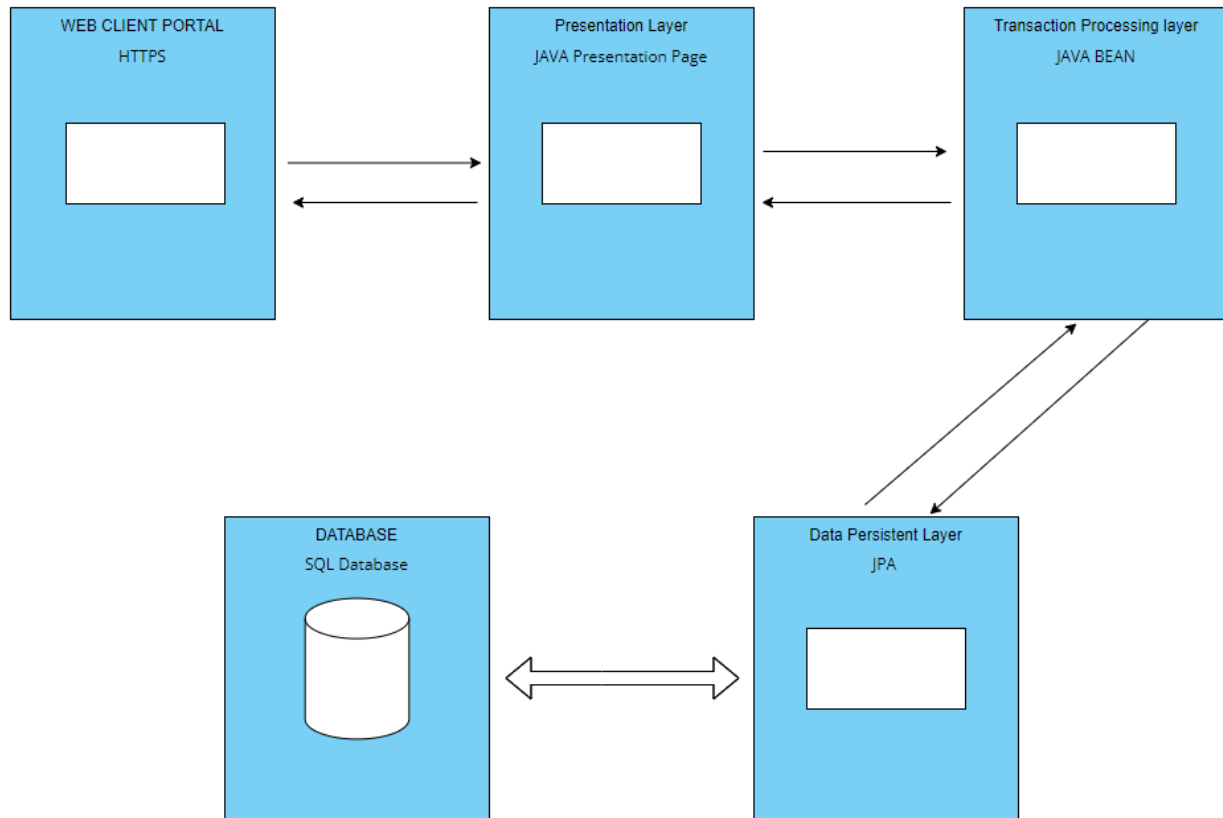 WEB CLIENT PORTAL
HTTPS
Presentation Layer
JAVA Presentation Page
Transaction Processing layer
JAVA BEAN
DATABASE
SQL Database
Data Persistent Layer
JPA